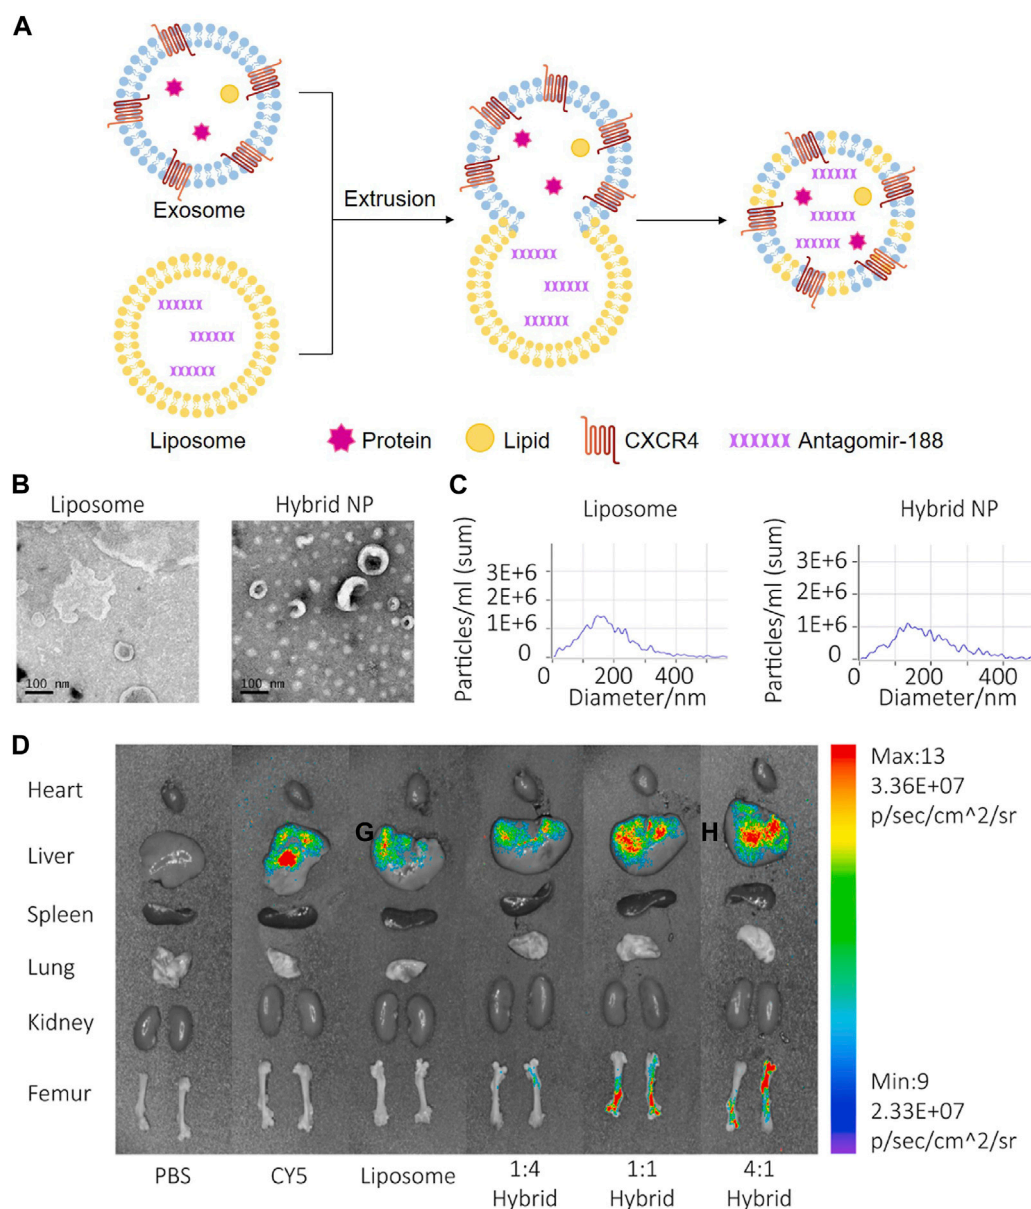 A
Exosome
Extrusion
Liposome
Protein
Lipid
CXCR4
Antagomir-188
B
Liposome
Hybrid NP
100 nm
100 nm
C
Liposome
Hybrid NP
Particles/ml (sum)
3E+6
2E+6
1E+6
0
0
200
400
Diameter/nm
Particles/ml (sum)
3E+6
2E+6
1E+6
0
0
200
400
Diameter/nm
D
Heart
Liver
Spleen
Lung
Kidney
Femur
G
H
PBS
CY5
Liposome
1:4
Hybrid
1:1
Hybrid
4:1
Hybrid
Max:13
3.36E+07
p/sec/cm^2/sr
Min:9
2.33E+07
p/sec/cm^2/sr